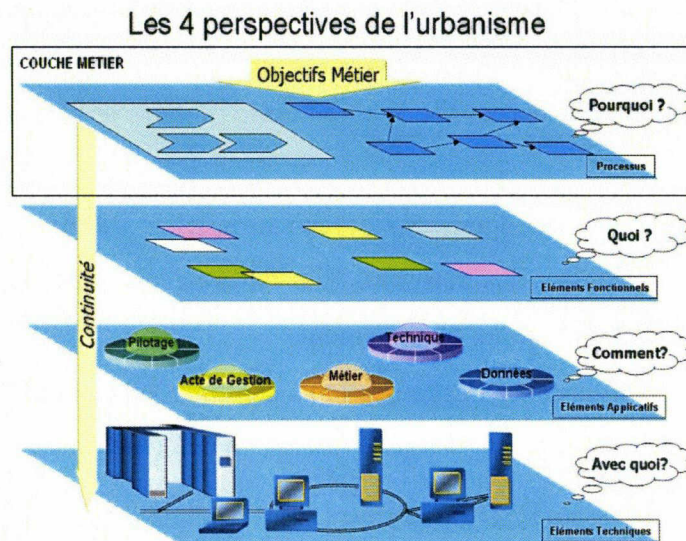 Les 4 perspectives de l'urbanisme
COUCHE METIER
Objectifs Métier
Pourquoi ?
Processus
Quoi ?
Eléments Fonctionnels
Continuité
Pilotage
Technique
Comment?
Acte de Gestion
Métier
Données
Eléments Applicatifs
Avec quoi?
Eléments Techniques